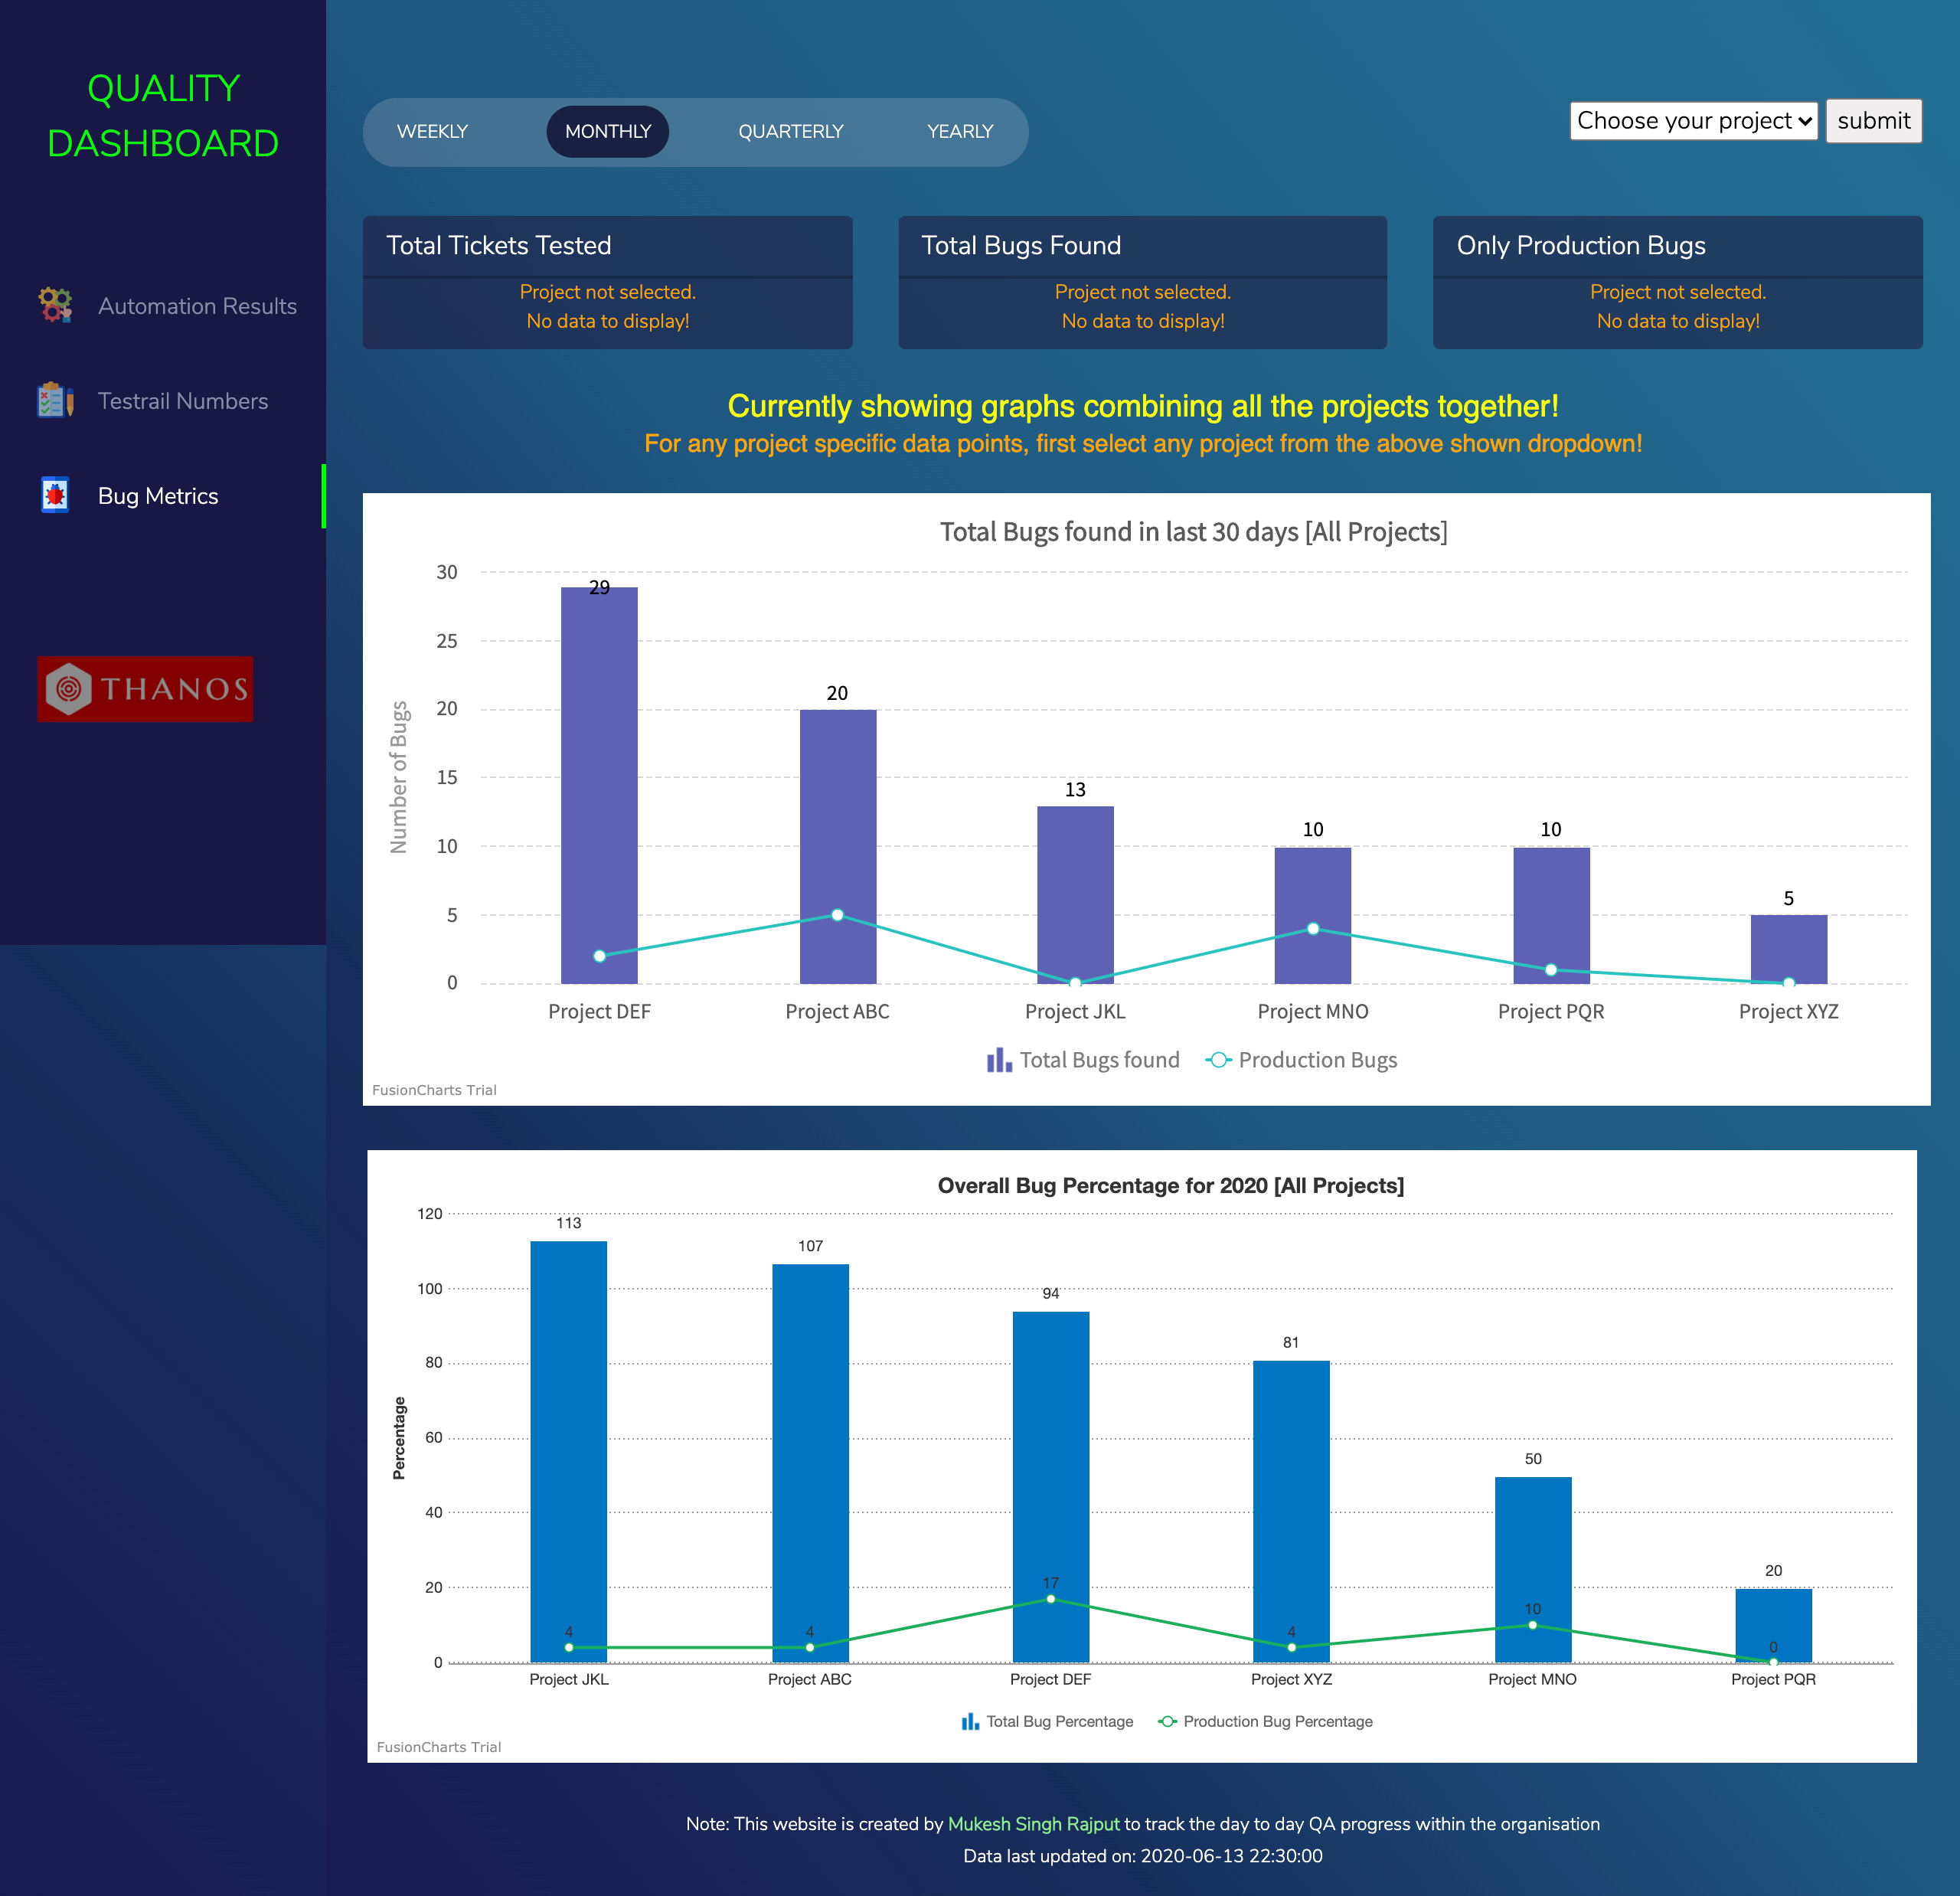 QUALITY
DASHBOARD
Automation Results
Testrail Numbers
Bug Metrics
THANOS
WEEKLY MONTHLY QUARTERLY YEARLY
Choose your project submit
Total Tickets Tested
Project not selected.
No data to display!
Total Bugs Found
Project not selected.
No data to display!
Only Production Bugs
Project not selected.
No data to display!
Currently showing graphs combining all the projects together!
For any project specific data points, first select any project from the above shown dropdown!
Total Bugs found in last 30 days [All Projects]
Number of Bugs
30
25
20
15
10
5
0
29
20
13
10
10
5
Project DEF Project ABC Project JKL Project MNO Project PQR Project XYZ
Total Bugs found Production Bugs
FusionCharts Trial
Overall Bug Percentage for 2020 [All Projects]
Percentage
120
100
80
60
40
20
0
113
107
94
81
50
20
4
4
17
4
10
0
Project JKL Project ABC Project DEF Project XYZ Project MNO Project PQR
Total Bug Percentage Production Bug Percentage
FusionCharts Trial
Note: This website is created by Mukesh Singh Rajput to track the day to day QA progress within the organisation
Data last updated on: 2020-06-13 22:30:00